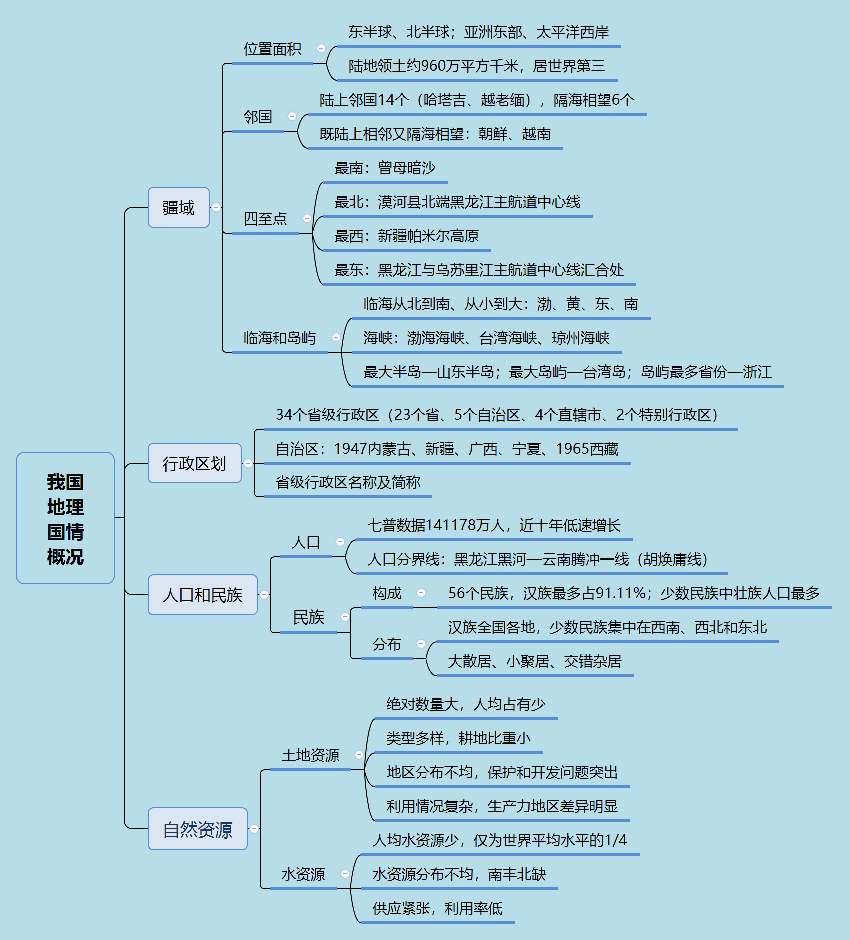 我国
地理
国情
概况
疆域
位置面积
东半球、北半球；亚洲东部、太平洋西岸
陆地领土约960万平方千米，居世界第三
邻国
陆上邻国14个（哈塔吉、越老缅），隔海相望6个
既陆上相邻又隔海相望：朝鲜、越南
四至点
最南：曾母暗沙
最北：漠河县北端黑龙江主航道中心线
最西：新疆帕米尔高原
最东：黑龙江与乌苏里江主航道中心线汇合处
临海和岛屿
临海从北到南、从小到大：渤、黄、东、南
海峡：渤海海峡、台湾海峡、琼州海峡
最大半岛—山东半岛；最大岛屿—台湾岛；岛屿最多省份—浙江
行政区划
34个省级行政区（23个省、5个自治区、4个直辖市、2个特别行政区）
自治区：1947内蒙古、新疆、广西、宁夏、1965西藏
省级行政区名称及简称
人口和民族
人口
七普数据141178万人，近十年低速增长
人口分界线：黑龙江黑河—云南腾冲一线（胡焕庸线）
民族
构成
56个民族，汉族最多占91.11%；少数民族中壮族人口最多
分布
汉族全国各地，少数民族集中在西南、西北和东北
大散居、小聚居、交错杂居
自然资源
土地资源
绝对数量大，人均占有少
类型多样，耕地比重小
地区分布不均，保护和开发问题突出
利用情况复杂，生产力地区差异明显
水资源
人均水资源少，仅为世界平均水平的1/4
水资源分布不均，南丰北缺
供应紧张，利用率低